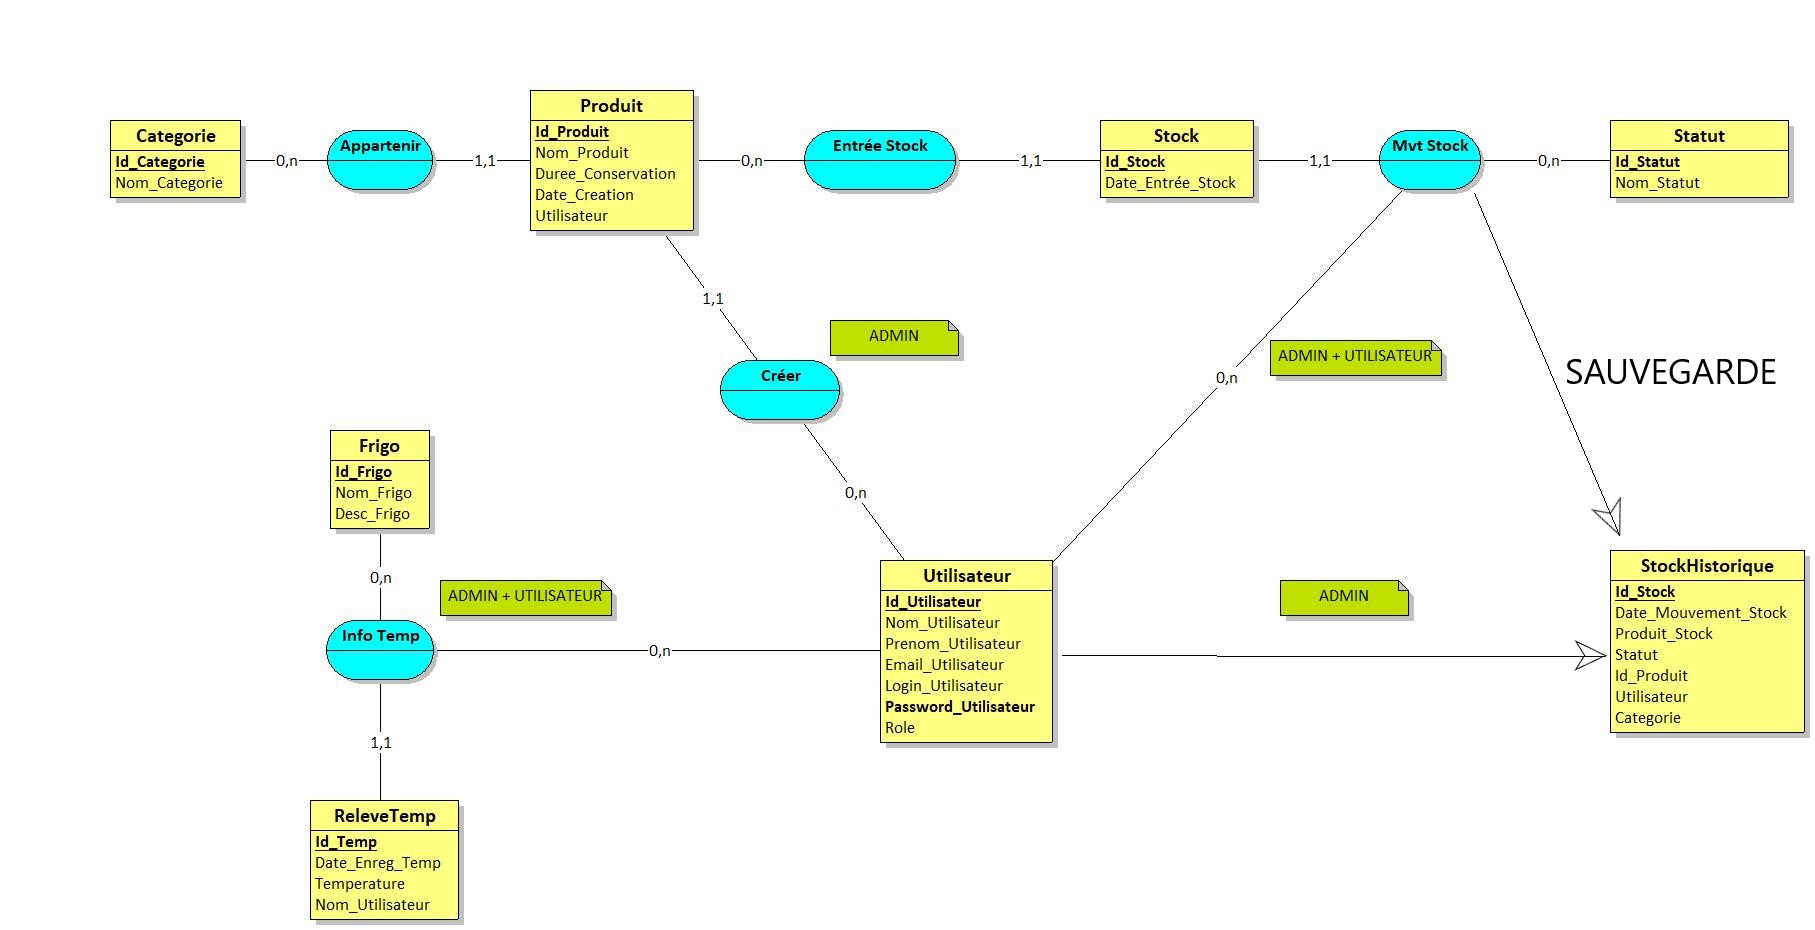 Categorie
Id_Categorie
Nom_Categorie
0,n
Appartenir
1,1
Produit
Id_Produit
Nom_Produit
Duree_Conservation
Date_Creation
Utilisateur
0,n
Entrée Stock
1,1
Stock
Id_Stock
Date_Entrée_Stock
1,1
Mvt Stock
0,n
Statut
Id_Statut
Nom_Statut
1,1
ADMIN
Créer
0,n
ADMIN + UTILISATEUR
0,n
SAUVEGARDE
Frigo
Id_Frigo
Nom_Frigo
Desc_Frigo
0,n
ADMIN + UTILISATEUR
Info Temp
0,n
1,1
ReleveTemp
Id_Temp
Date_Enreg_Temp
Temperature
Nom_Utilisateur
Utilisateur
Id_Utilisateur
Nom_Utilisateur
Prenom_Utilisateur
Email_Utilisateur
Login_Utilisateur
Password_Utilisateur
Role
ADMIN
StockHistorique
Id_Stock
Date_Mouvement_Stock
Produit_Stock
Statut
Id_Produit
Utilisateur
Categorie